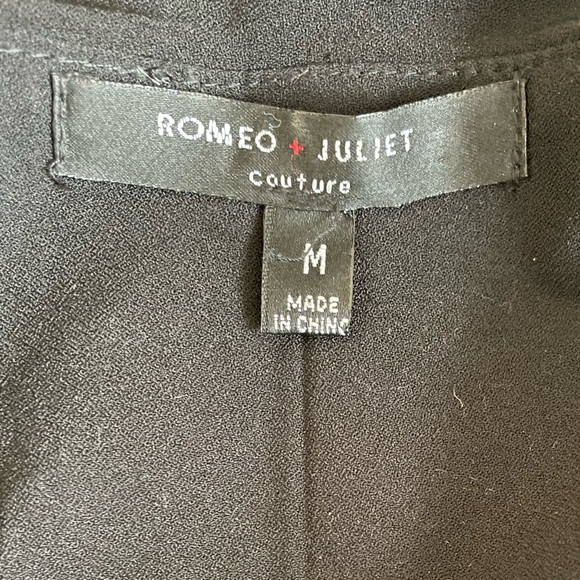 ROMEO + JULIET
couture
M
MADE
IN CHINA